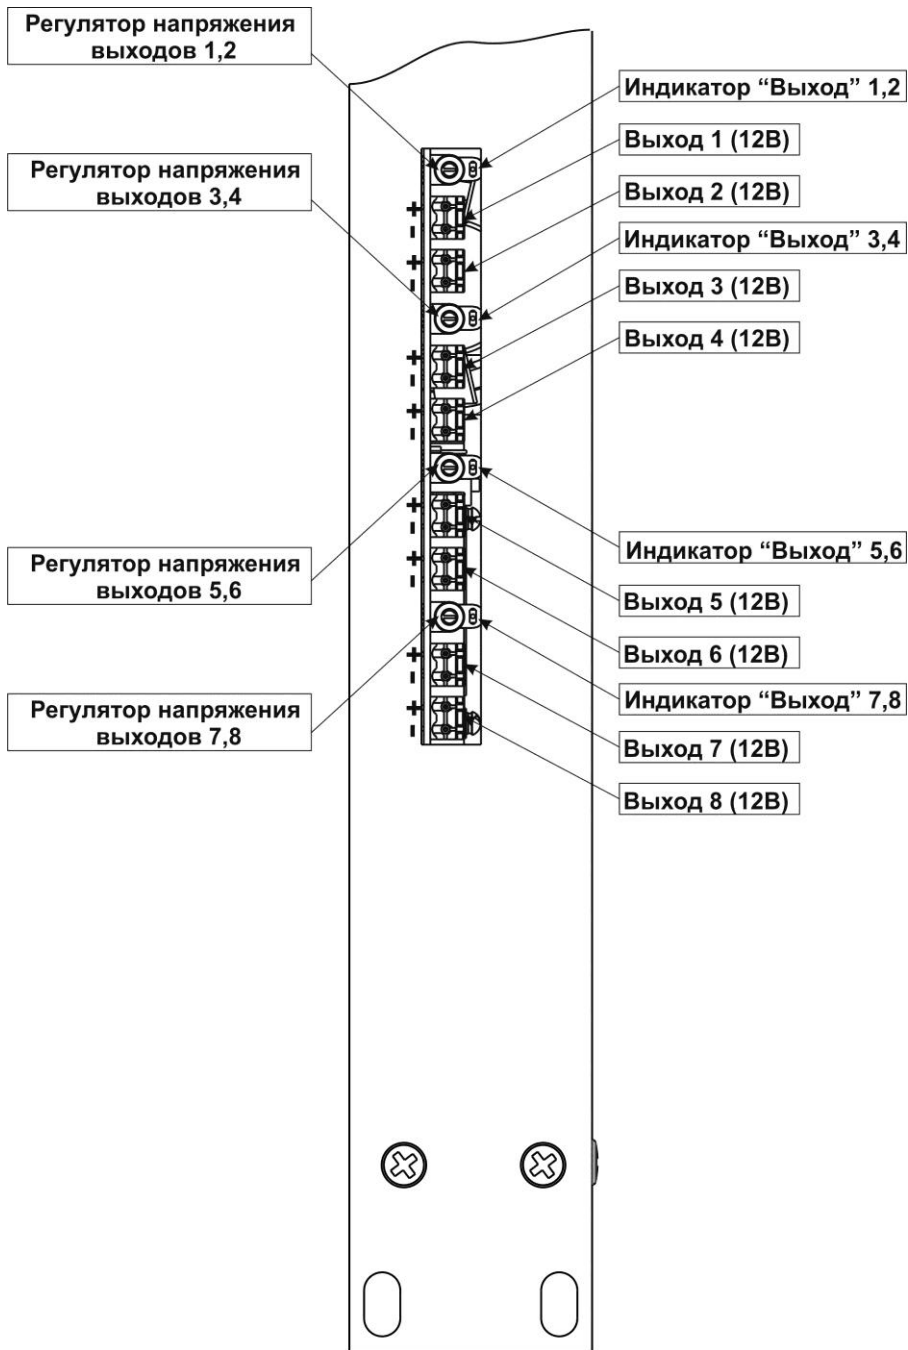 Регулятор напряжения
выходов 1,2
Индикатор “Выход” 1,2
Выход 1 (12В)
Регулятор напряжения
выходов 3,4
Выход 2 (12В)
Индикатор “Выход” 3,4
Выход 3 (12В)
Выход 4 (12В)
+
-
+
-
+
-
+
-
+
-
+
-
+
-
+
-
Регулятор напряжения
выходов 5,6
Индикатор “Выход” 5,6
Выход 5 (12В)
Выход 6 (12В)
Регулятор напряжения
выходов 7,8
Индикатор “Выход” 7,8
Выход 7 (12В)
Выход 8 (12В)